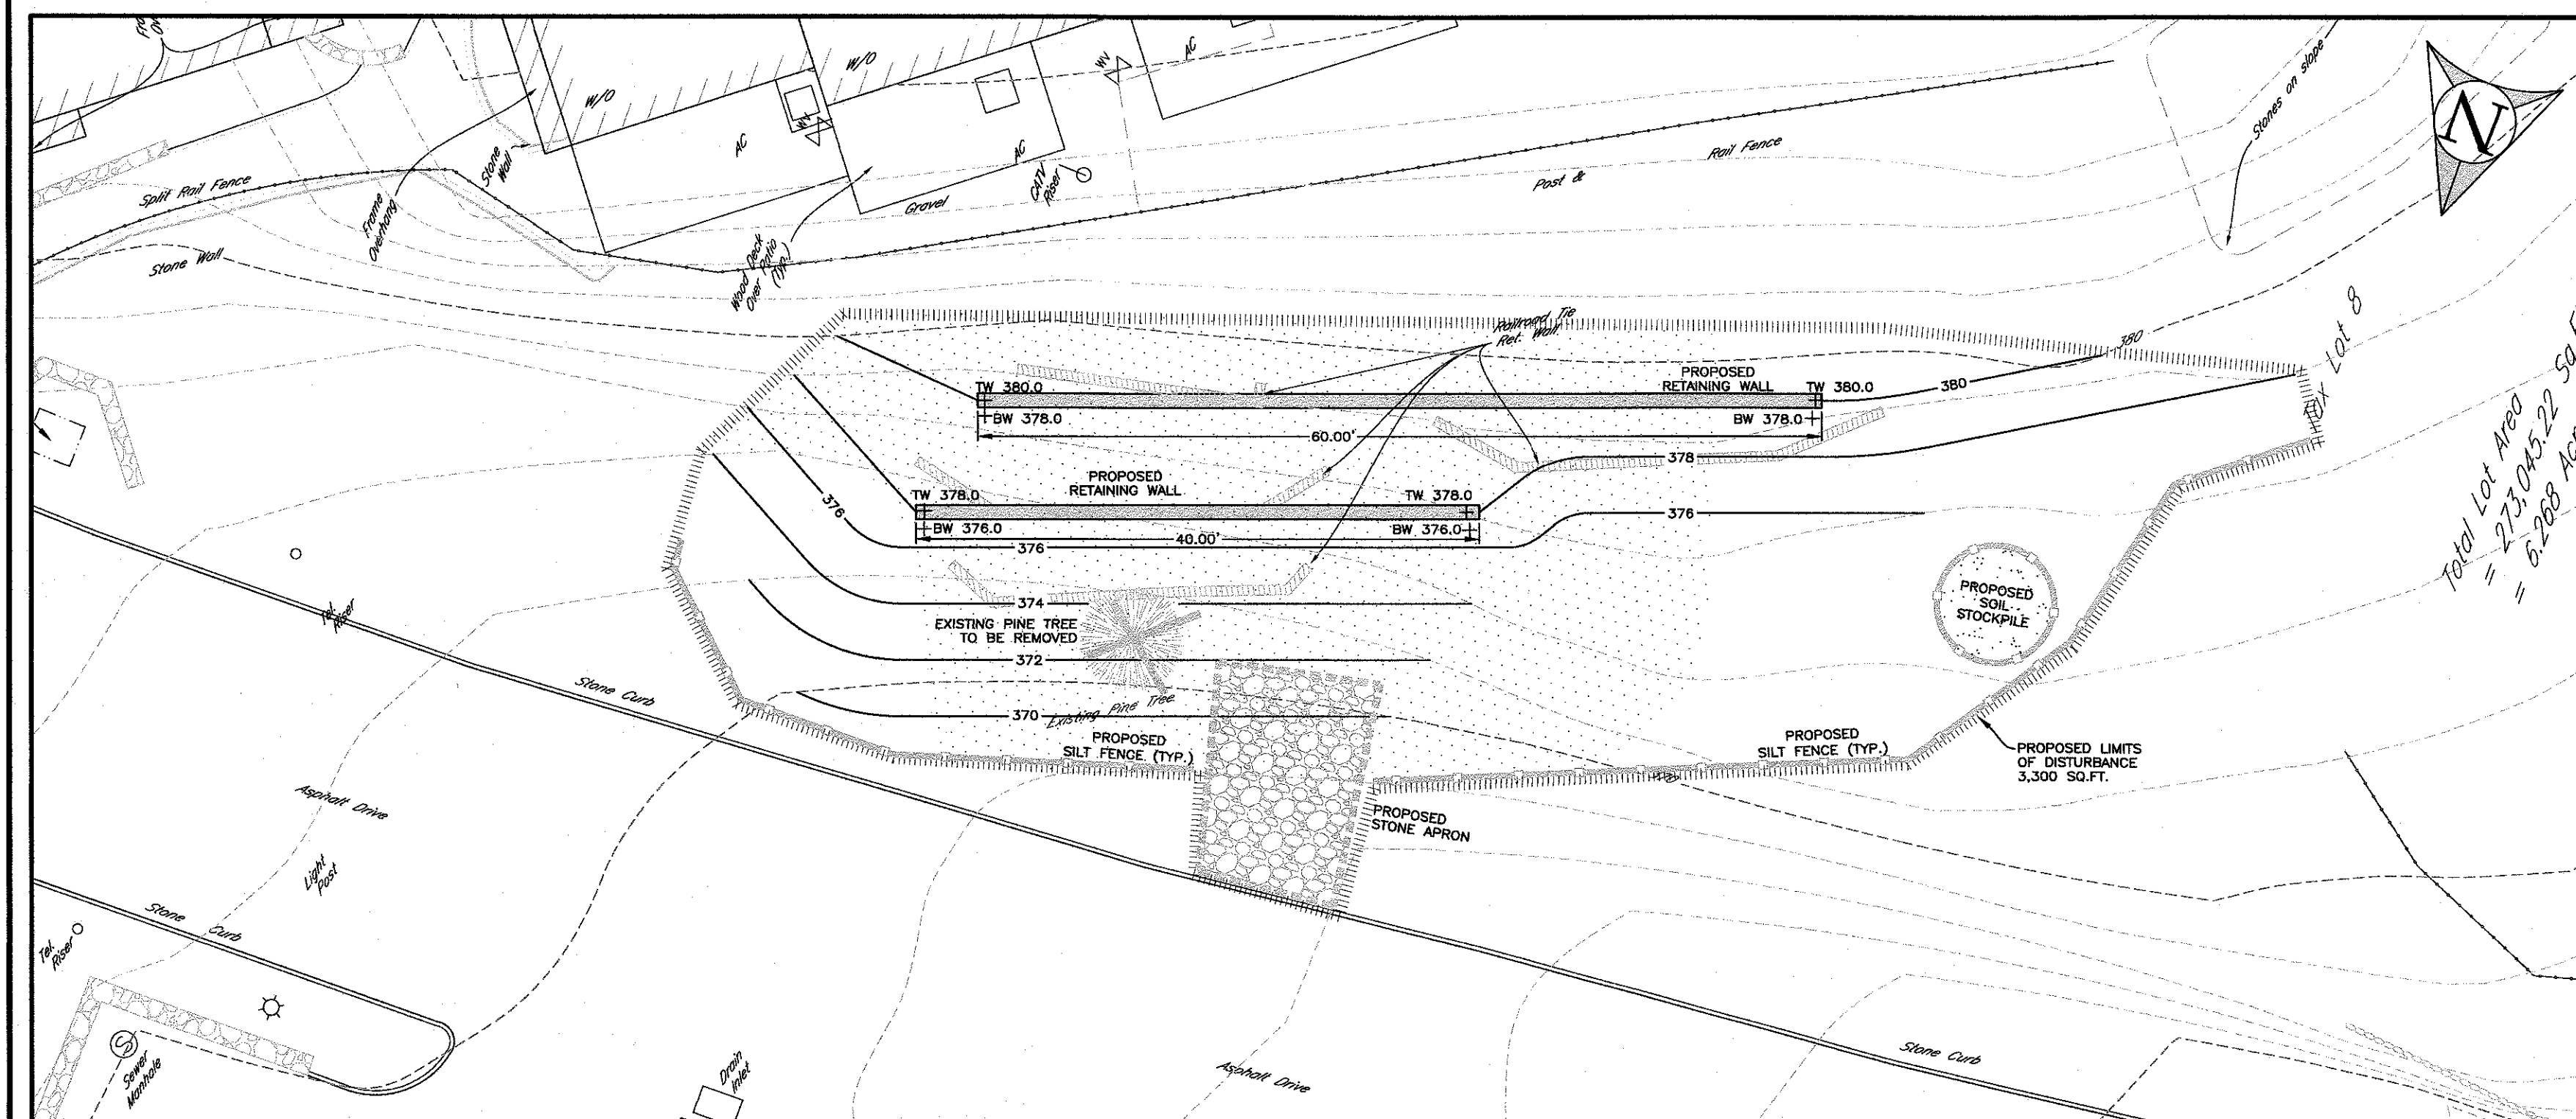 W/O
W/O
AC
WV
AC
WV
AC
CATV
Riser
Gravel
Stone
Wall
Split Rail Fence
Frame
Overhang
Stone Wall
Wood Deck
Over Patio
(Typ.)
Post &
Rail Fence
Stones on slope
N
Railroad Tie
Ret. Wall
380
Tax Lot 8
Total Lot Area
= 273,045.22 Sq.
= 6.268
TW 380.0
PROPOSED
RETAINING WALL
TW 380.0
380
BW 378.0
BW 378.0
60.00'
378
PROPOSED
RETAINING WALL
TW 378.0
TW 378.0
376
BW 376.0
BW 376.0
376
40.00'
376
374
EXISTING PINE TREE
TO BE REMOVED
372
370
Existing Pine Tree
PROPOSED
SILT FENCE (TYP.)
PROPOSED
SOIL
STOCKPILE
PROPOSED
SILT FENCE (TYP.)
PROPOSED LIMITS
OF DISTURBANCE
3,300 SQ.FT.
PROPOSED
STONE APRON
Tel.
Riser
Stone Curb
Asphalt Drive
Light
Post
Stone
Curb
Tel.
Riser
S
Sewer
Manhole
Drain
Inlet
Asphalt Drive
Stone Curb